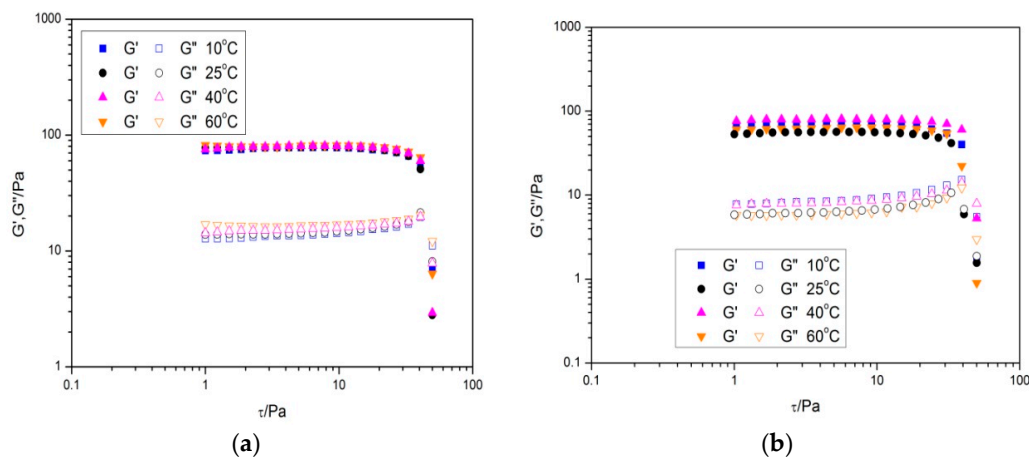 1000
G' G'' 10°C
G' G'' 25°C
G' G'' 40°C
G' G'' 60°C
100
G',G''/Pa
10
1
0.1 1 10 100
τ/Pa
(a)
1000
100
G',G''/Pa
10
G' G'' 10°C
G' G'' 25°C
G' G'' 40°C
G' G'' 60°C
1
0.1
0.1 1 10 100
τ/Pa
(b)